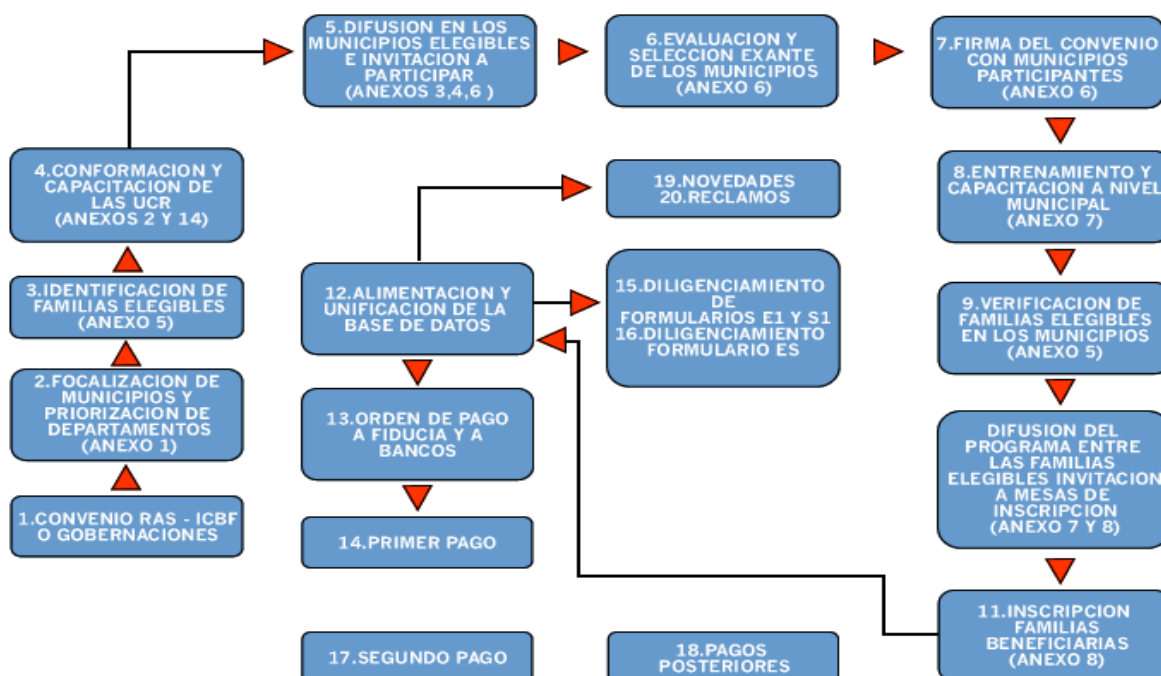 5.DIFUSION EN LOS
MUNICIPIOS ELEGIBLES
E INVITACION A
PARTICIPAR
(ANEXOS 3,4,6 )
6.EVALUACION Y
SELECCION EXANTE
DE LOS MUNICIPIOS
(ANEXO 6)
7.FIRMA DEL CONVENIO
CON MUNICIPIOS
PARTICIPANTES
(ANEXO 6)
4.CONFORMACION Y
CAPACITACION DE
LAS UCR
(ANEXOS 2 Y 14)
19.NOVEDADES
20.RECLAMOS
8.ENTRENAMIENTO Y
CAPACITACION A NIVEL
MUNICIPAL
(ANEXO 7)
3.IDENTIFICACION DE
FAMILIAS ELEGIBLES
(ANEXO 5)
12.ALIMENTACION Y
UNIFICACION DE LA
BASE DE DATOS
15.DILIGENCIAMIENTO
DE
FORMULARIOS E1 Y S1
16.DILIGENCIAMIENTO
FORMULARIO ES
9.VERIFICACION DE
FAMILIAS ELEGIBLES
EN LOS MUNICIPIOS
(ANEXO 5)
2.FOCALIZACION DE
MUNICIPIOS Y
PRIORIZACION DE
DEPARTAMENTOS
(ANEXO 1)
13.ORDEN DE PAGO
A FIDUCIA Y A
BANCOS
DIFUSION DEL
PROGRAMA ENTRE
LAS FAMILIAS
ELEGIBLES INVITACION
A MESAS DE
INSCRIPCION
(ANEXO 7 Y 8)
1.CONVENIO RAS - ICBF
O GOBERNACIONES
14.PRIMER PAGO
11.INSCRIPCION
FAMILIAS
BENEFICIARIAS
(ANEXO 8)
17.SEGUNDO PAGO
18.PAGOS
POSTERIORES